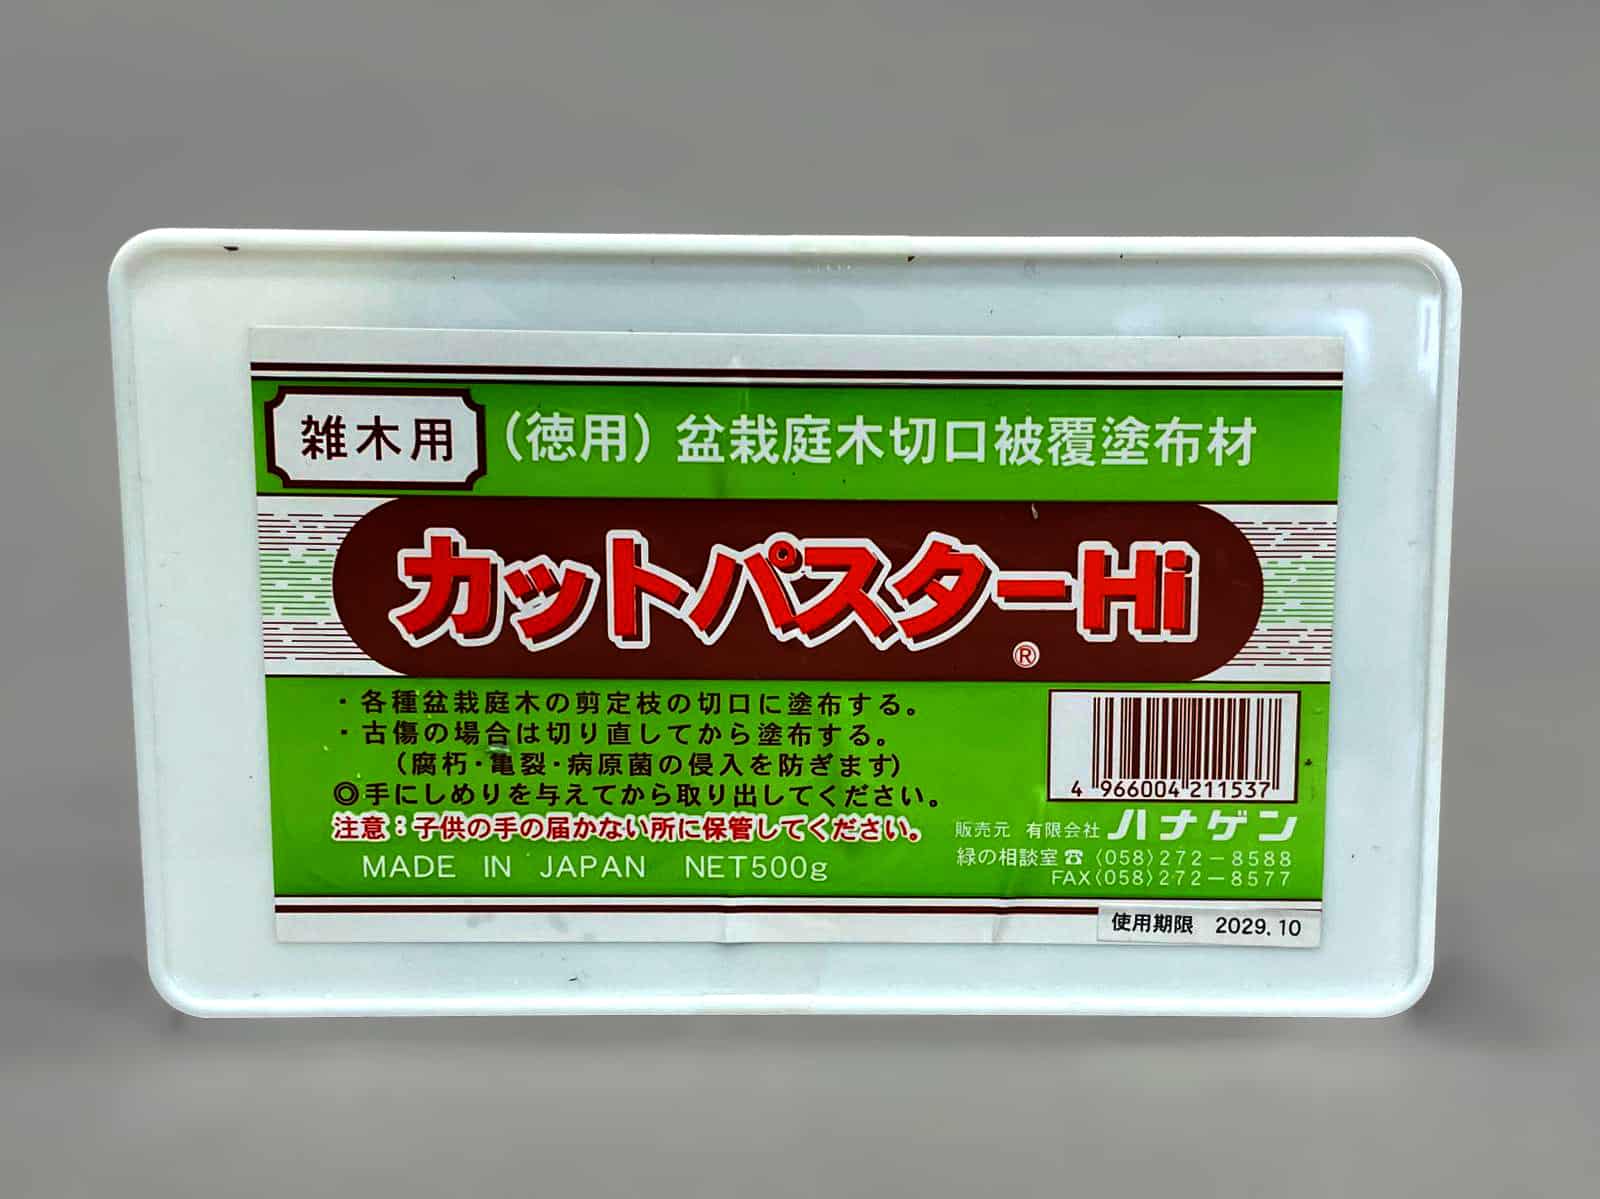 雑木用 （徳用）盆栽庭木切口被覆塗布材
カットパスターHi
®
・各種盆栽庭木の剪定枝の切口に塗布する。
・古傷の場合は切り直してから塗布する。
（腐朽・亀裂・病原菌の侵入を防ぎます）
◎手にしめりを与えてから取り出してください。
注意：子供の手の届かない所に保管してください。
MADE IN JAPAN NET500g
4 966004 211537
販売元 有限会社 ハナゲン
緑の相談室☎〈058〉272－8588
FAX〈058〉272－8577
使用期限 2029.10